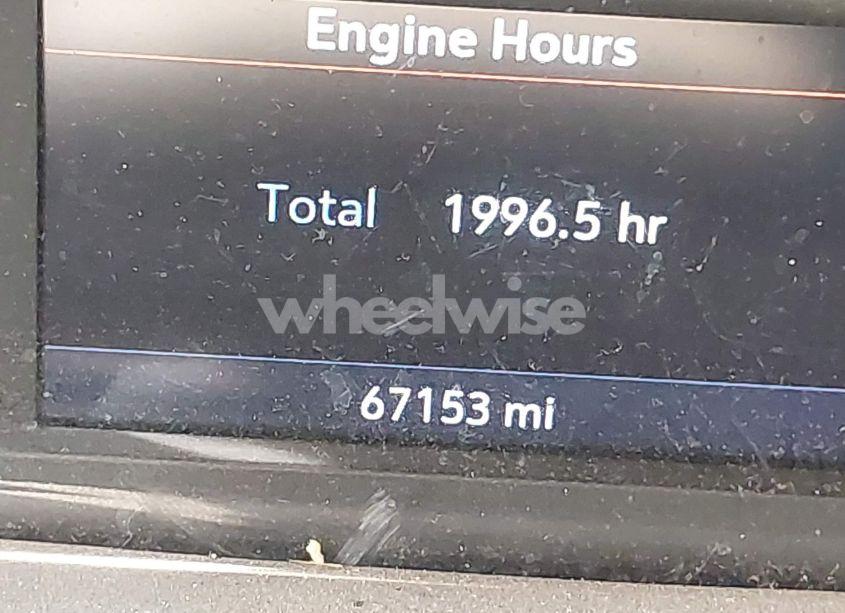 Engine Hours
Total 1996.5 hr
wheelwise
67153 mi